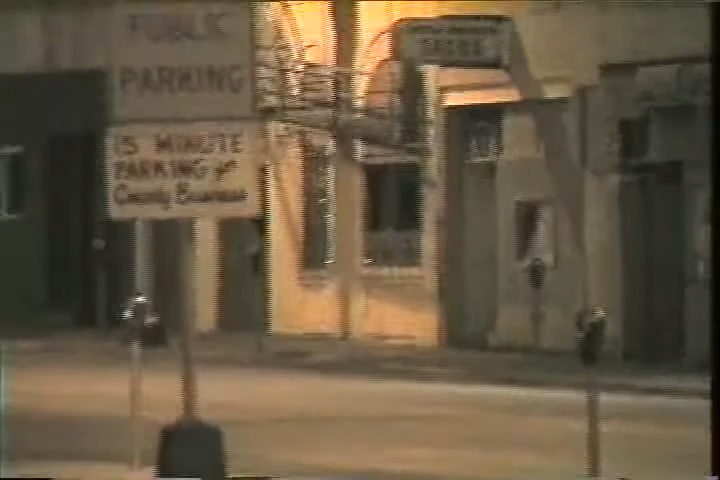 PUBLIC
PARKING
15 MINUTE
PARKING for
County Business